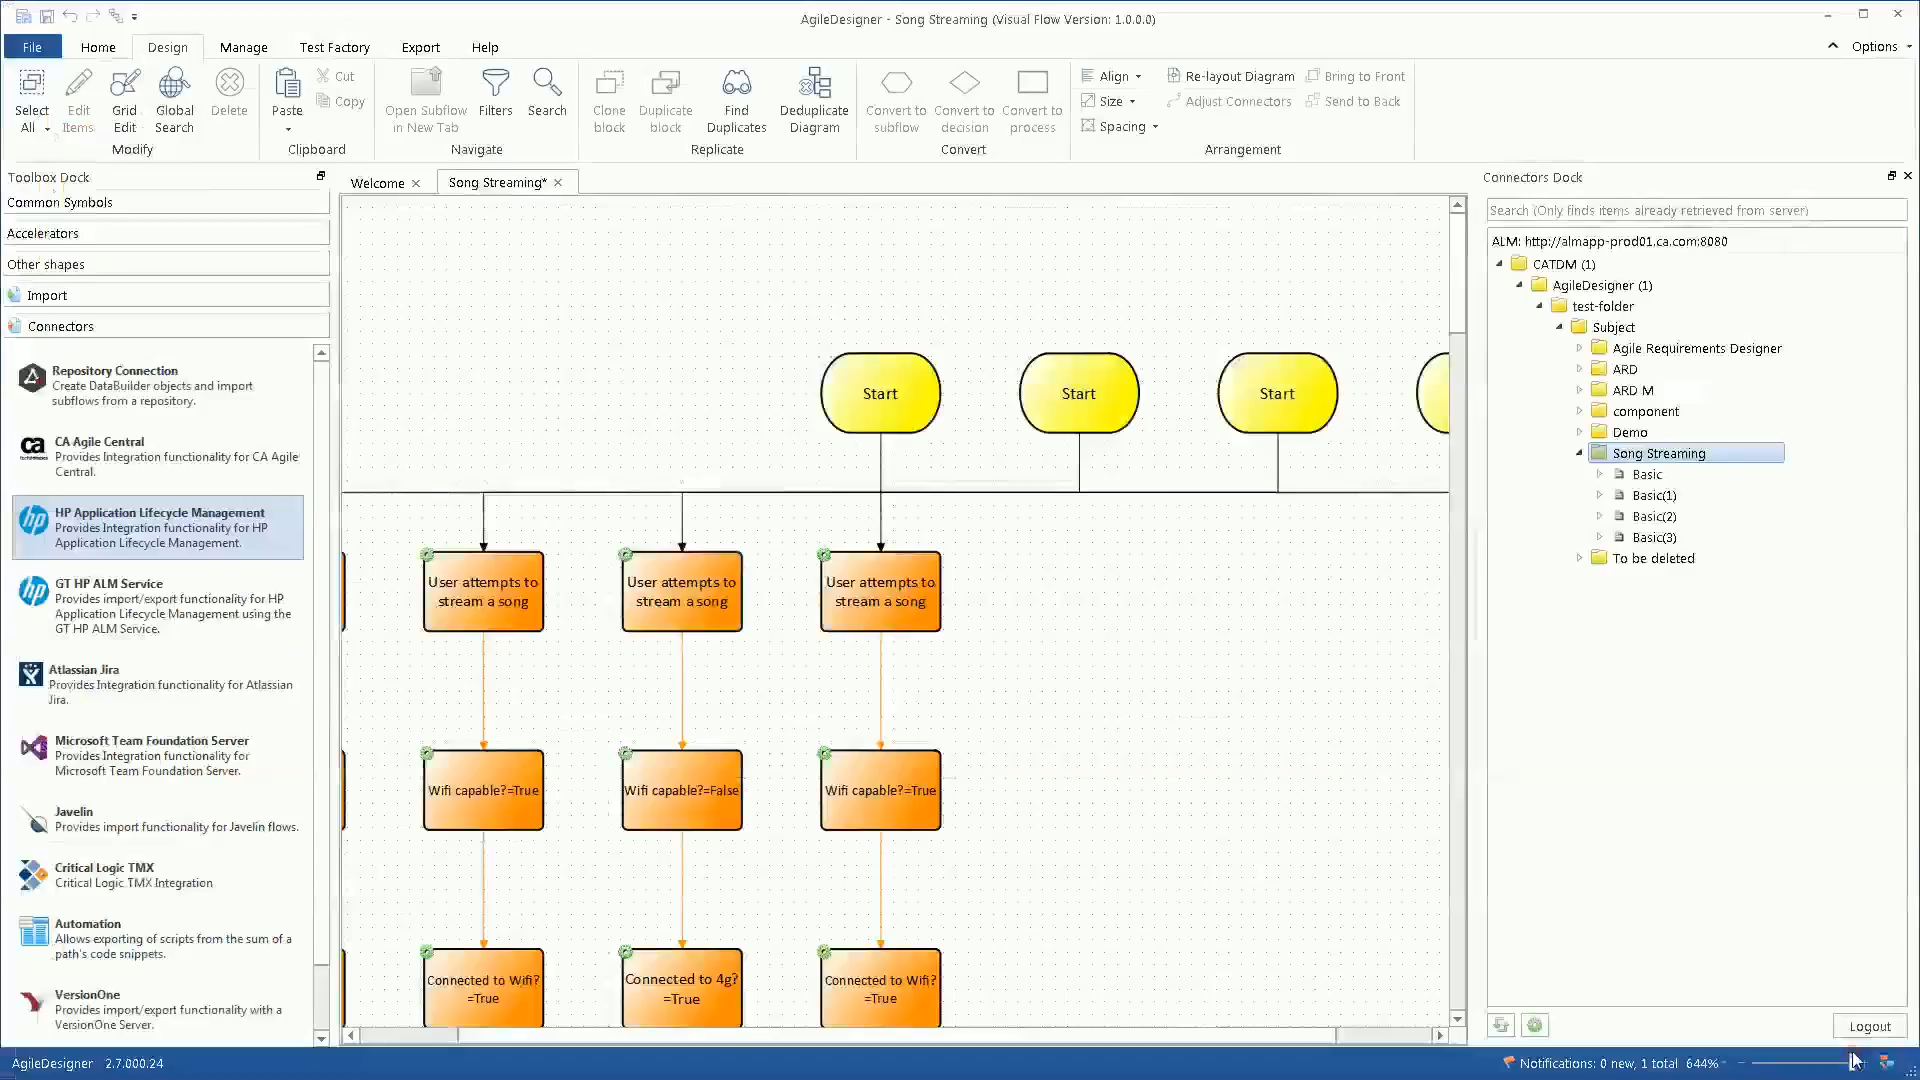 AgileDesigner - Song Streaming (Visual Flow Version: 1.0.0.0)
File Home Design Manage Test Factory Export Help
Options
Select All
Edit Items
Grid Edit
Global Search
Delete
Modify
Paste
Cut
Copy
Clipboard
Open Subflow in New Tab
Filters
Search
Navigate
Clone block
Duplicate block
Find Duplicates
Deduplicate Diagram
Replicate
Convert to subflow
Convert to decision
Convert to process
Convert
Align
Size
Spacing
Re-layout Diagram
Adjust Connectors
Bring to Front
Send to Back
Arrangement
Toolbox Dock
Common Symbols
Accelerators
Other shapes
Import
Connectors
Repository Connection
Create DataBuilder objects and import
subflows from a repository.
ca
CA Agile Central
Provides Integration functionality for CA Agile
Central.
hp
HP Application Lifecycle Management
Provides Integration functionality for HP
Application Lifecycle Management.
hp
GT HP ALM Service
Provides import/export functionality for HP
Application Lifecycle Management using the
GT HP ALM Service.
Atlassian Jira
Provides Integration functionality for Atlassian
Jira.
Microsoft Team Foundation Server
Provides Integration functionality for
Microsoft Team Foundation Server.
Javelin
Provides import functionality for Javelin flows.
Critical Logic TMX
Critical Logic TMX Integration
Automation
Allows exporting of scripts from the sum of a
path's code snippets.
VersionOne
Provides import/export functionality with a
VersionOne Server.
Welcome
Song Streaming*
Start
Start
Start
User attempts to
stream a song
User attempts to
stream a song
User attempts to
stream a song
Wifi capable?=True
Wifi capable?=False
Wifi capable?=True
Connected to Wifi?
=True
Connected to 4g?
=True
Connected to Wifi?
=True
Connectors Dock
Search (Only finds items already retrieved from server)
ALM: http://almapp-prod01.ca.com:8080
CATDM (1)
AgileDesigner (1)
test-folder
Subject
Agile Requirements Designer
ARD
ARD M
component
Demo
Song Streaming
Basic
Basic(1)
Basic(2)
Basic(3)
To be deleted
Logout
AgileDesigner 2.7.000.24
Notifications: 0 new, 1 total 644%